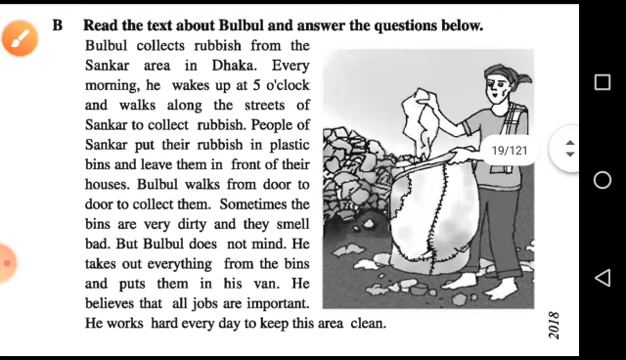 B Read the text about Bulbul and answer the questions below.
Bulbul collects rubbish from the
Sankar area in Dhaka. Every
morning, he wakes up at 5 o'clock
and walks along the streets of
Sankar to collect rubbish. People of
Sankar put their rubbish in plastic
bins and leave them in front of their
houses. Bulbul walks from door to
door to collect them. Sometimes the
bins are very dirty and they smell
bad. But Bulbul does not mind. He
takes out everything from the bins
and puts them in his van. He
believes that all jobs are important.
He works hard every day to keep this area clean.
19/121
2018